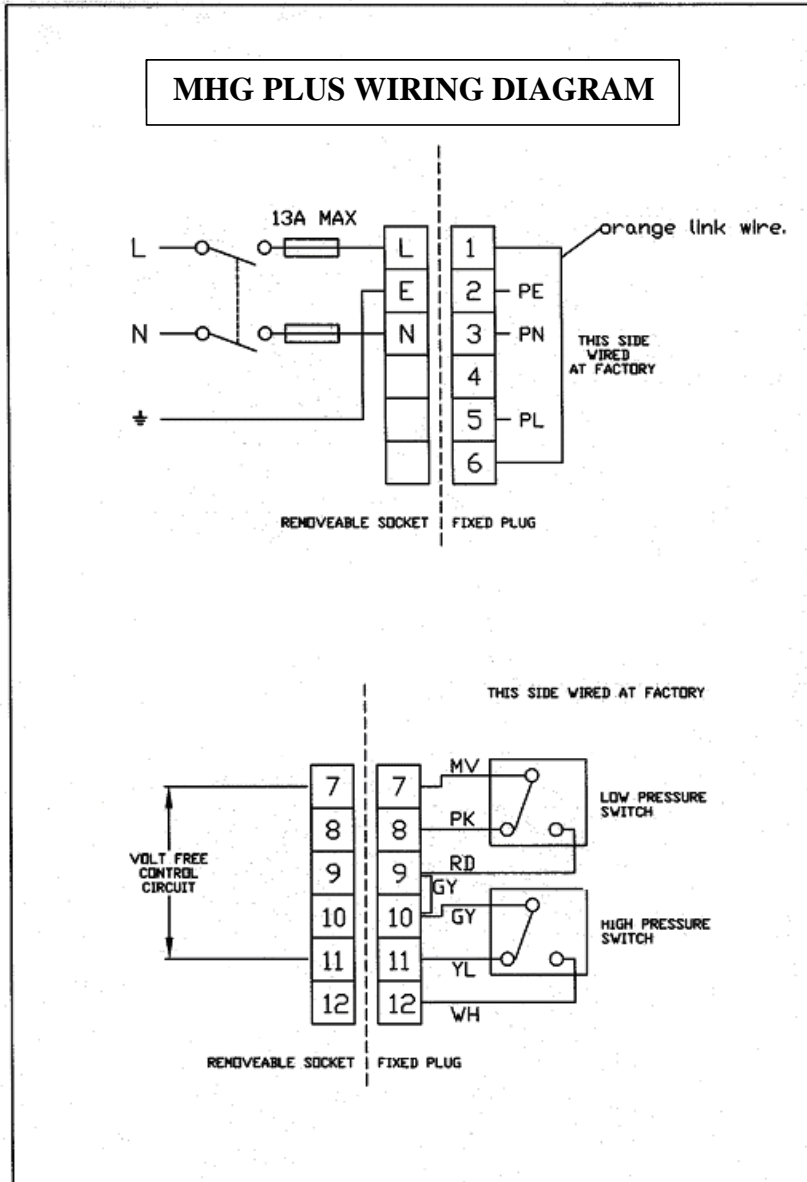 MHG PLUS WIRING DIAGRAM
13A MAX
orange link wire.
L
L
1
E
2
PE
N
N
3
PN
THIS SIDE
WIRED
AT FACTORY
4
5
PL
6
REMOVEABLE SOCKET
FIXED PLUG
THIS SIDE WIRED AT FACTORY
7
7
MV
LOW PRESSURE
SWITCH
8
8
PK
VOLT FREE
CONTROL
CIRCUIT
9
9
RD
GY
10
10
GY
HIGH PRESSURE
SWITCH
11
11
YL
12
12
WH
REMOVEABLE SOCKET
FIXED PLUG